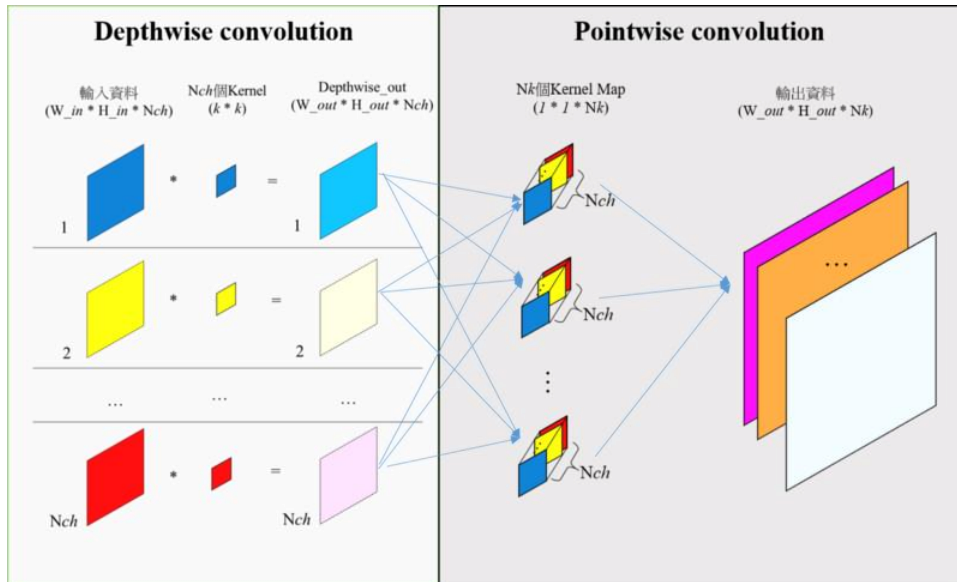 Depthwise convolution
輸入資料
(W_in * H_in * Nch)
Nch個Kernel
(k * k)
Depthwise_out
(W_out * H_out * Nch)
* =
1 1
* =
2 2
... ... ...
* =
Nch Nch
Pointwise convolution
Nk個Kernel Map
(1 * 1 * Nk)
輸出資料
(W_out * H_out * Nk)
Nch
Nch
⋮
Nch
...